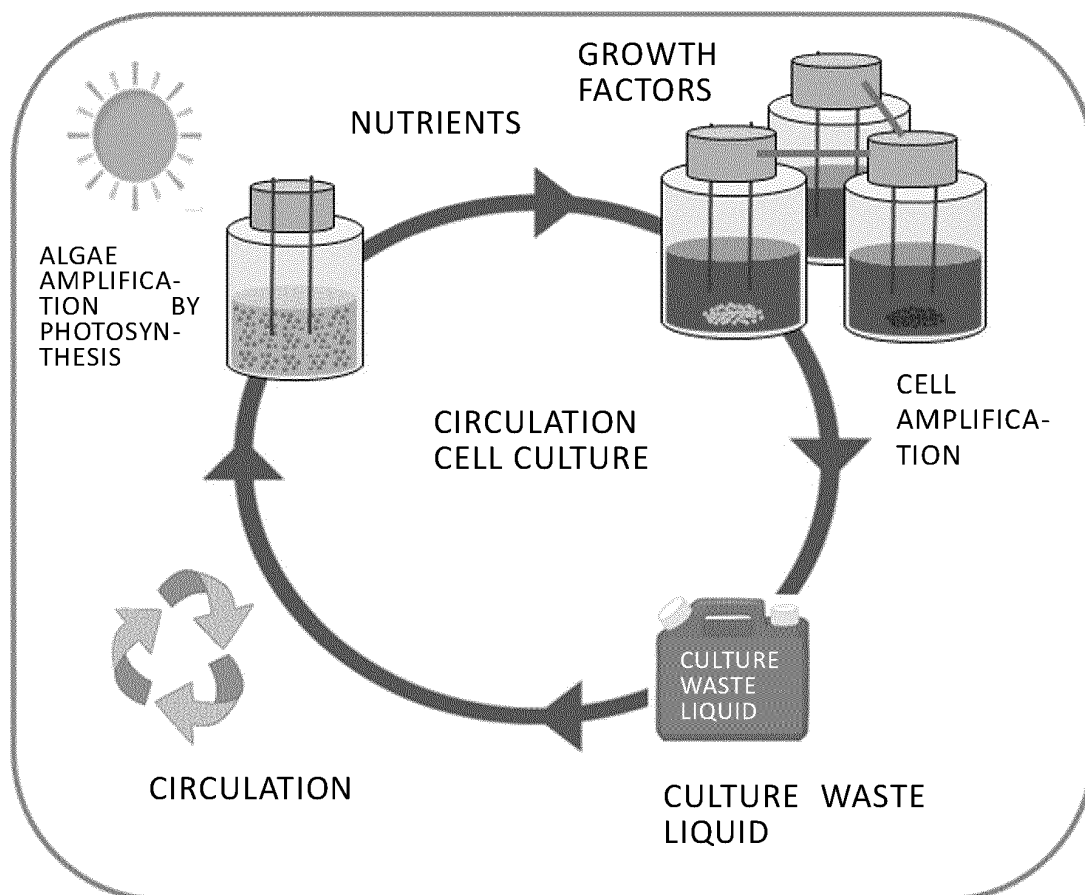 GROWTH
FACTORS
NUTRIENTS
ALGAE
AMPLIFICA-
TION BY
PHOTOSYN-
THESIS
CIRCULATION
CELL CULTURE
CELL
AMPLIFICA-
TION
CULTURE
WASTE
LIQUID
CIRCULATION
CULTURE WASTE
LIQUID